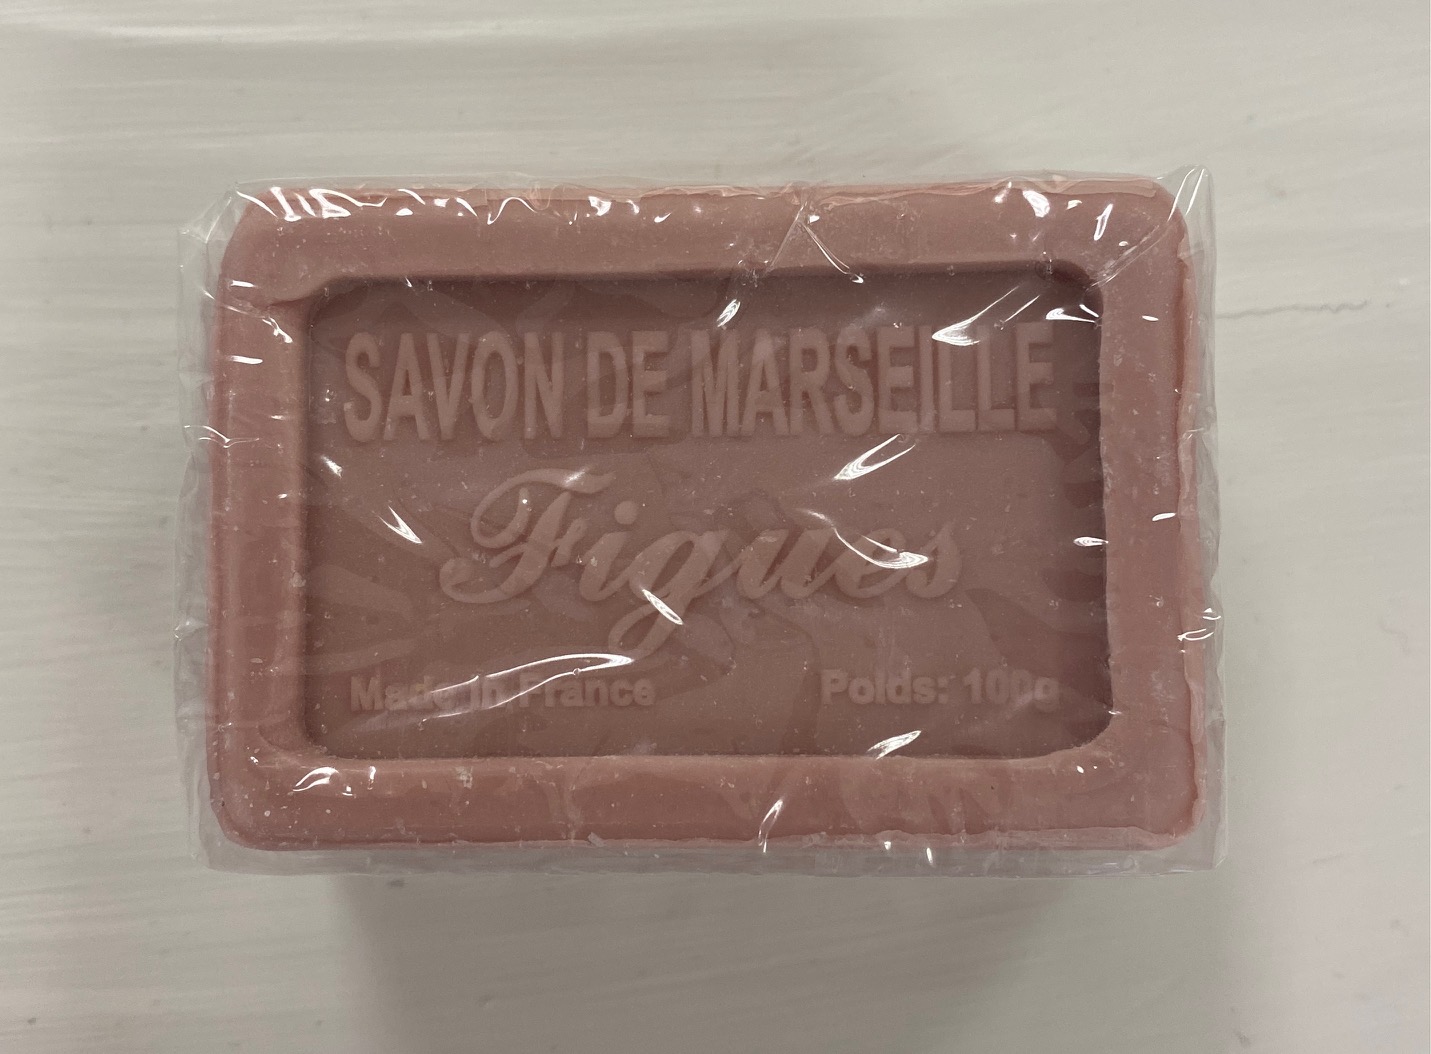 SAVON DE MARSEILLE
Figues
Made in France Poids: 100g